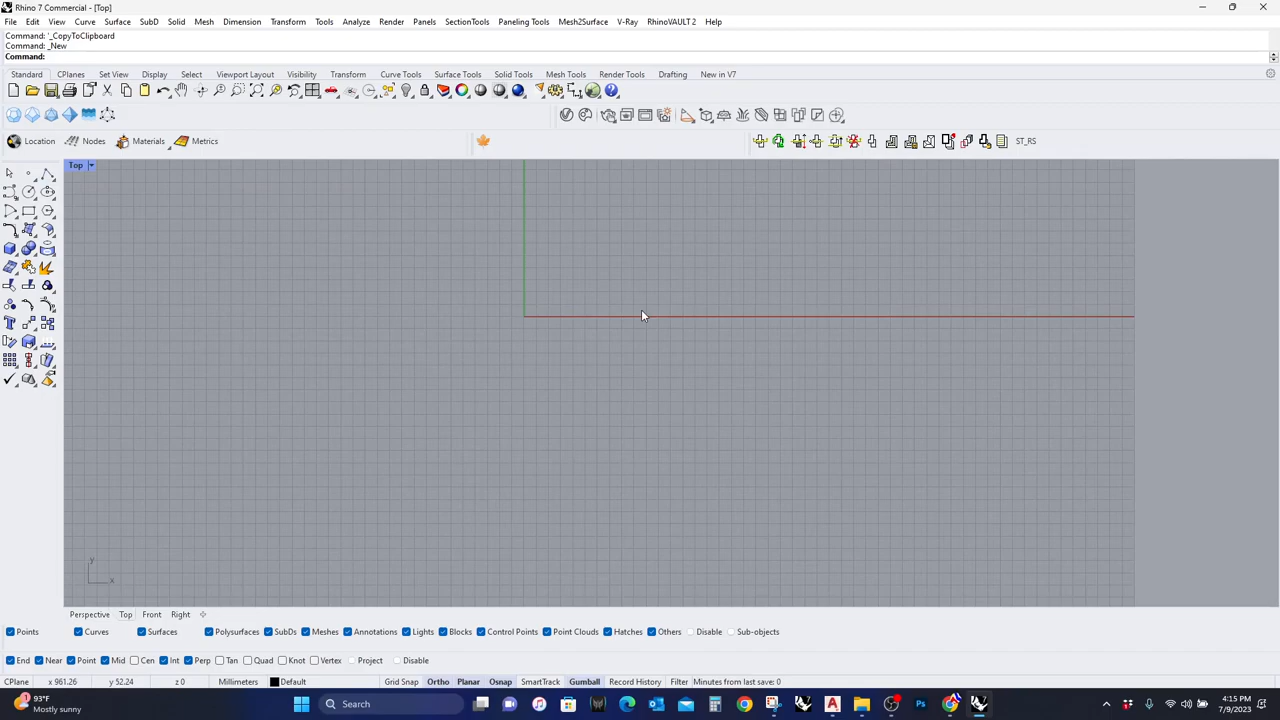 Rhino 7 Commercial - [Top]
File Edit View Curve Surface SubD Solid Mesh Dimension Transform Tools Analyze Render Panels SectionTools Paneling Tools Mesh2Surface V-Ray RhinoVAULT 2 Help
Command: '_CopyToClipboard
Command: _New
Command:
Standard CPlanes Set View Display Select Viewport Layout Visibility Transform Curve Tools Surface Tools Solid Tools Mesh Tools Render Tools Drafting New in V7
Location Nodes Materials Metrics ST_RS
Top
y
x
Perspective Top Front Right
Points Curves Surfaces Polysurfaces SubDs Meshes Annotations Lights Blocks Control Points Point Clouds Hatches Others Disable Sub-objects
End Near Point Mid Cen Int Perp Tan Quad Knot Vertex Project Disable
CPlane x 961.26 y 52.24 z 0 Millimeters Default Grid Snap Ortho Planar Osnap SmartTrack Gumball Record History Filter Minutes from last save: 0
93°F
Mostly sunny
Search
4:15 PM
7/9/2023